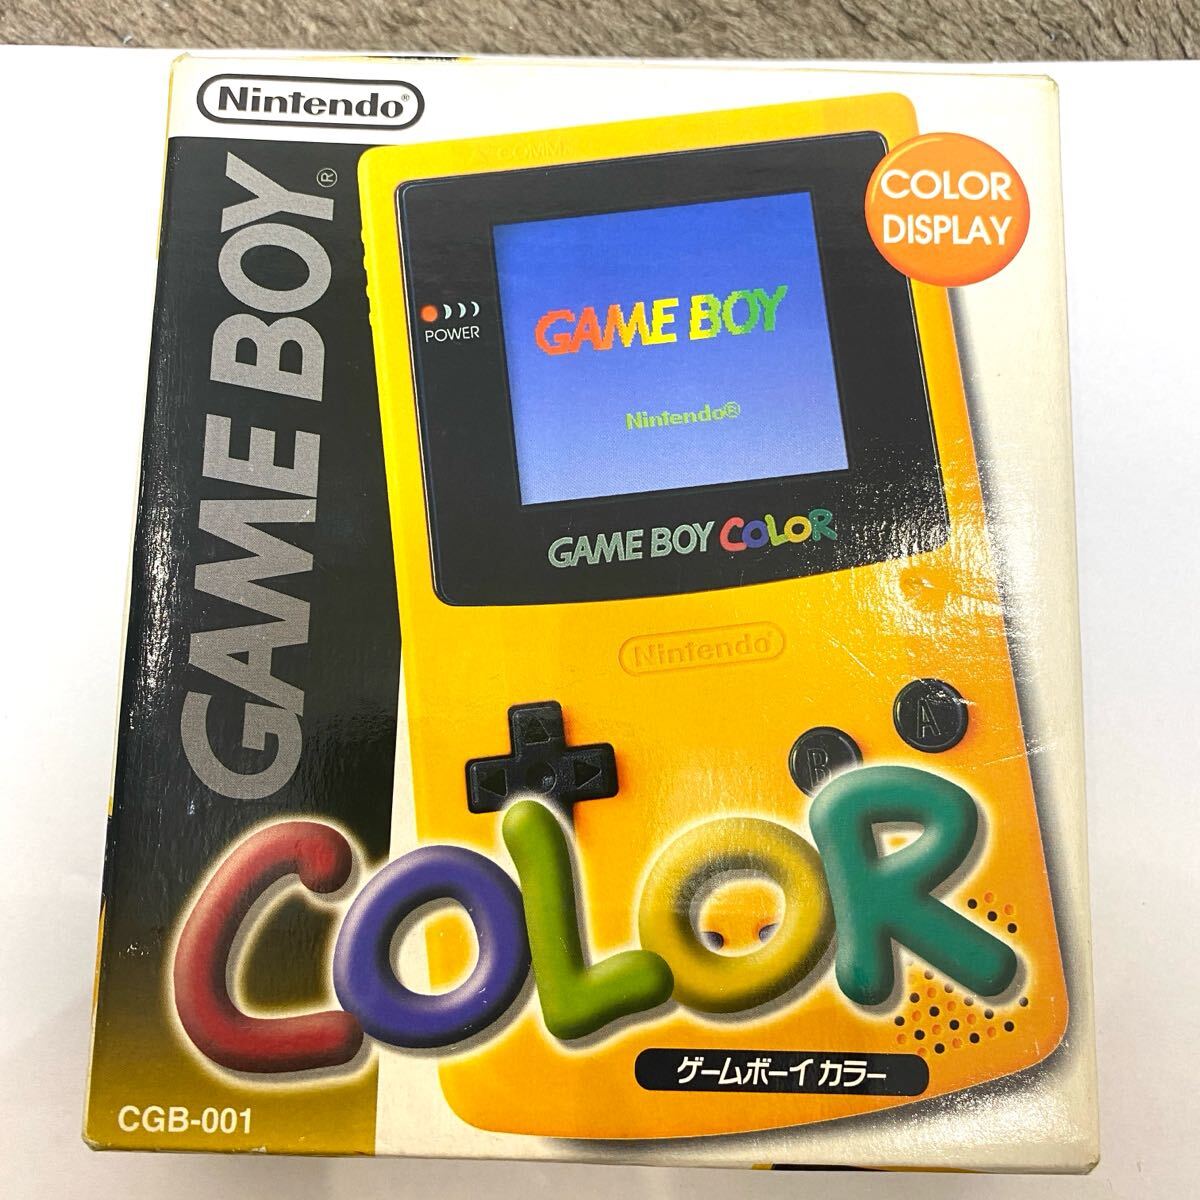 Nintendo®
GAME BOY®
COMM
COLOR
DISPLAY
POWER
GAME BOY
Nintendo®
GAME BOY COLOR
Nintendo®
A
B
COLOR
ゲームボーイ カラー
CGB-001